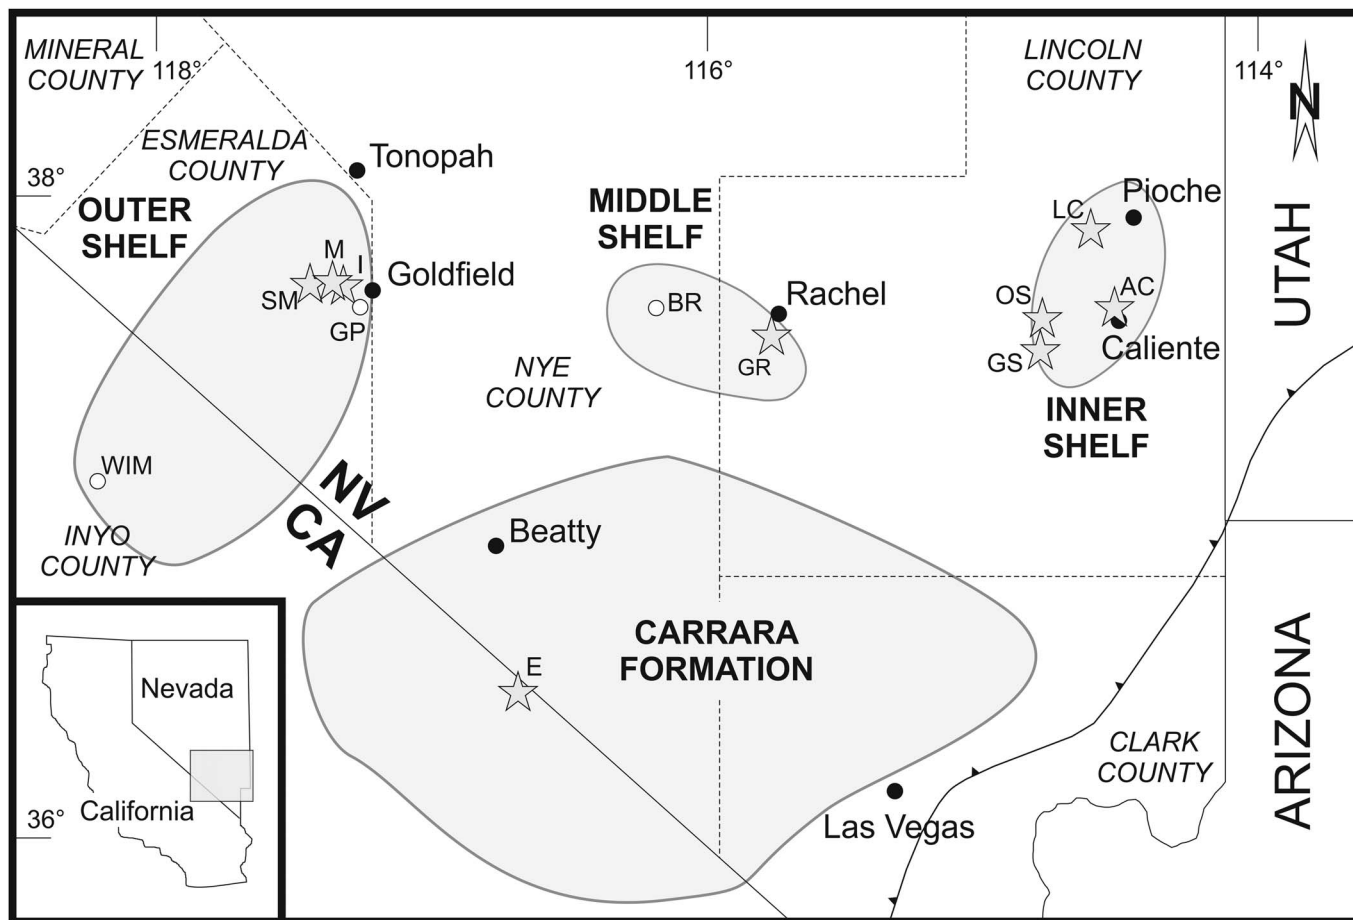 MINERAL
COUNTY
118°
116°
LINCOLN
COUNTY
114°
N
ESMERALDA
COUNTY
Tonopah
38°
OUTER
SHELF
MIDDLE
SHELF
LC
Pioche
UTAH
M
I
Goldfield
SM
GP
BR
Rachel
GR
OS
AC
GS
Caliente
NYE
COUNTY
INNER
SHELF
WIM
NV
CA
INYO
COUNTY
Beatty
CARRARA
FORMATION
E
ARIZONA
Nevada
California
CLARK
COUNTY
36°
Las Vegas